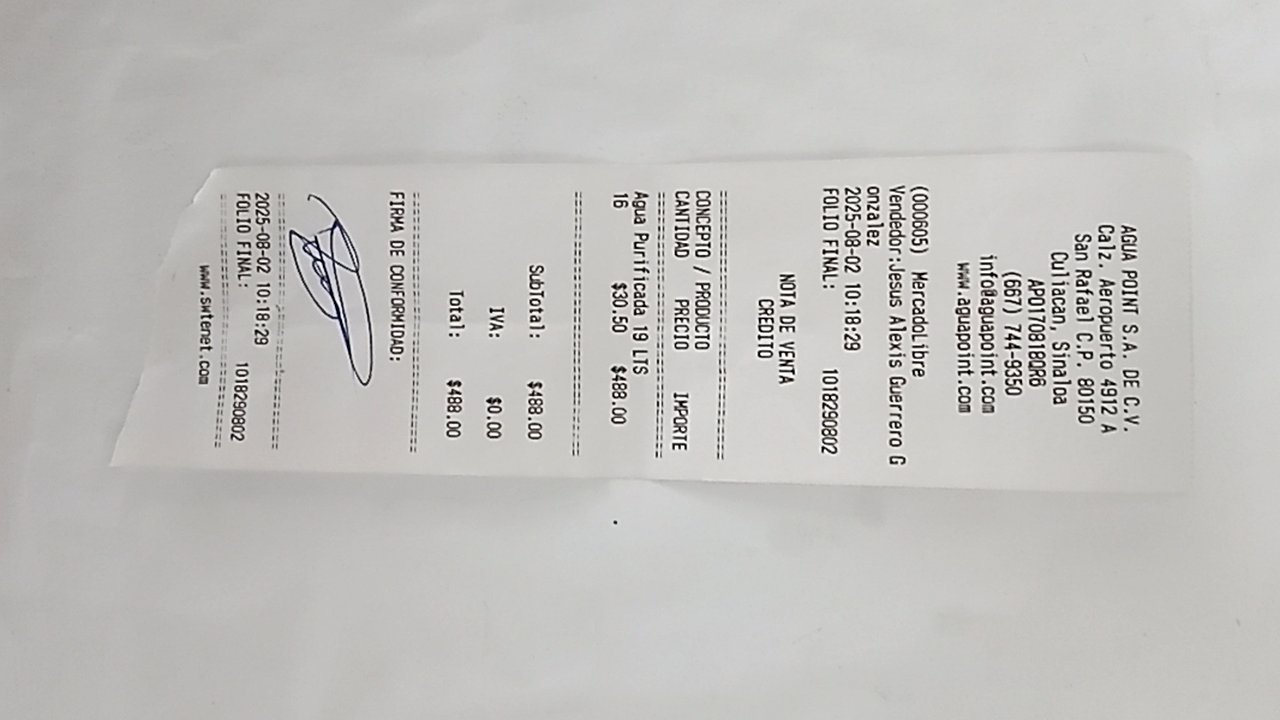 AGUA POINT S.A. DE C.V.
Calz. Aeropuerto 4912 A
San Rafael C.P. 80150
Culiacan, Sinaloa
APO170818QR6
(667) 744-9350
info@aguapoint.com
www.aguapoint.com
(000605) MercadoLibre
Vendedor:Jesus Alexis Guerrero G
onzalez
2025-08-02 10:18:29
FOLIO FINAL: 1018290802
NOTA DE VENTA
CREDITO
CONCEPTO / PRODUCTO
CANTIDAD PRECIO IMPORTE
Agua Purificada 19 LTS
16 $30.50 $488.00
SubTotal: $488.00
IVA: $0.00
Total: $488.00
FIRMA DE CONFORMIDAD:
2025-08-02 10:18:29
FOLIO FINAL: 1018290802
www.swtenet.com